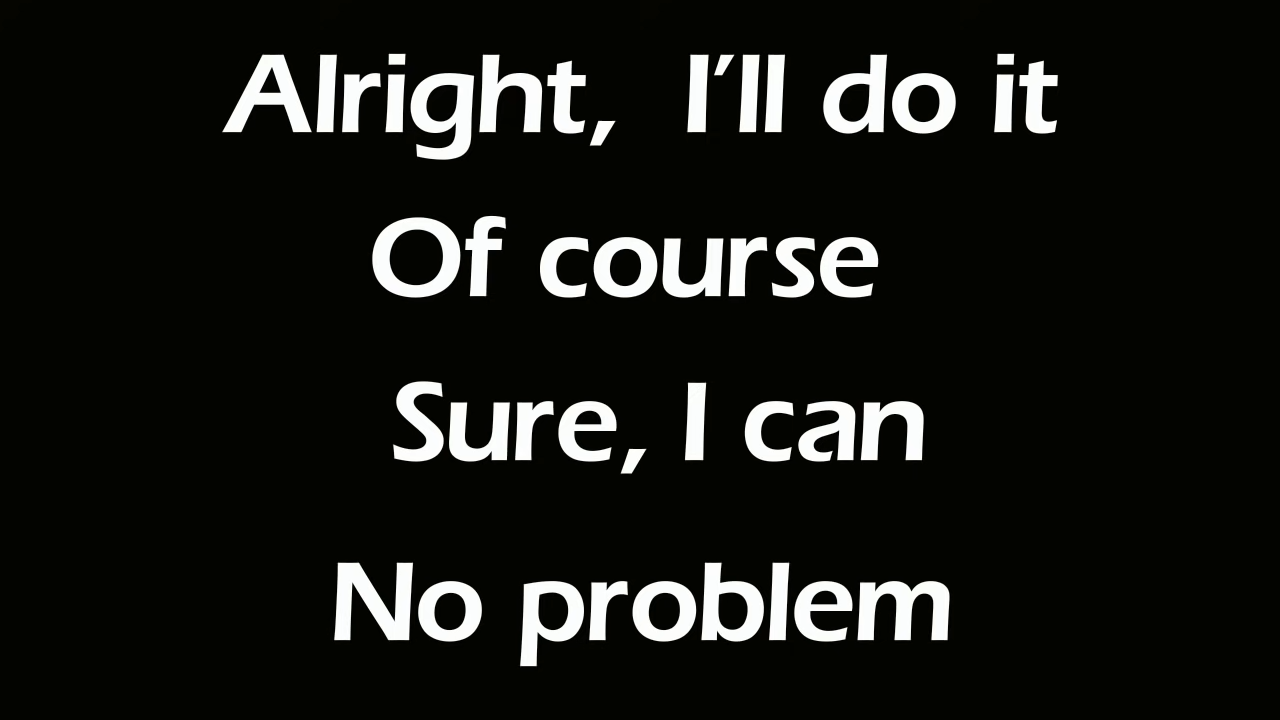 Alright, I'll do it
Of course
Sure, I can
No problem